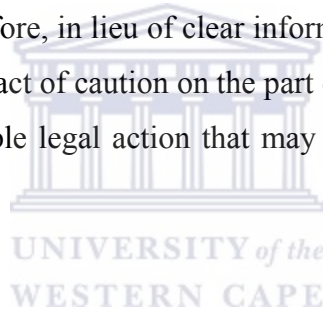 fore, in lieu of clear inform
act of caution on the part
ole legal action that may
UNIVERSITY of the
WESTERN CAPE